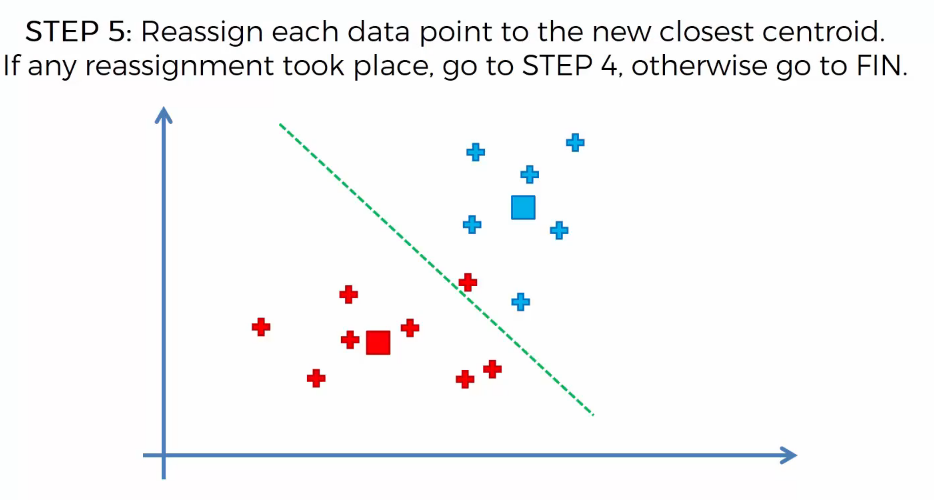 STEP 5: Reassign each data point to the new closest centroid.
If any reassignment took place, go to STEP 4, otherwise go to FIN.